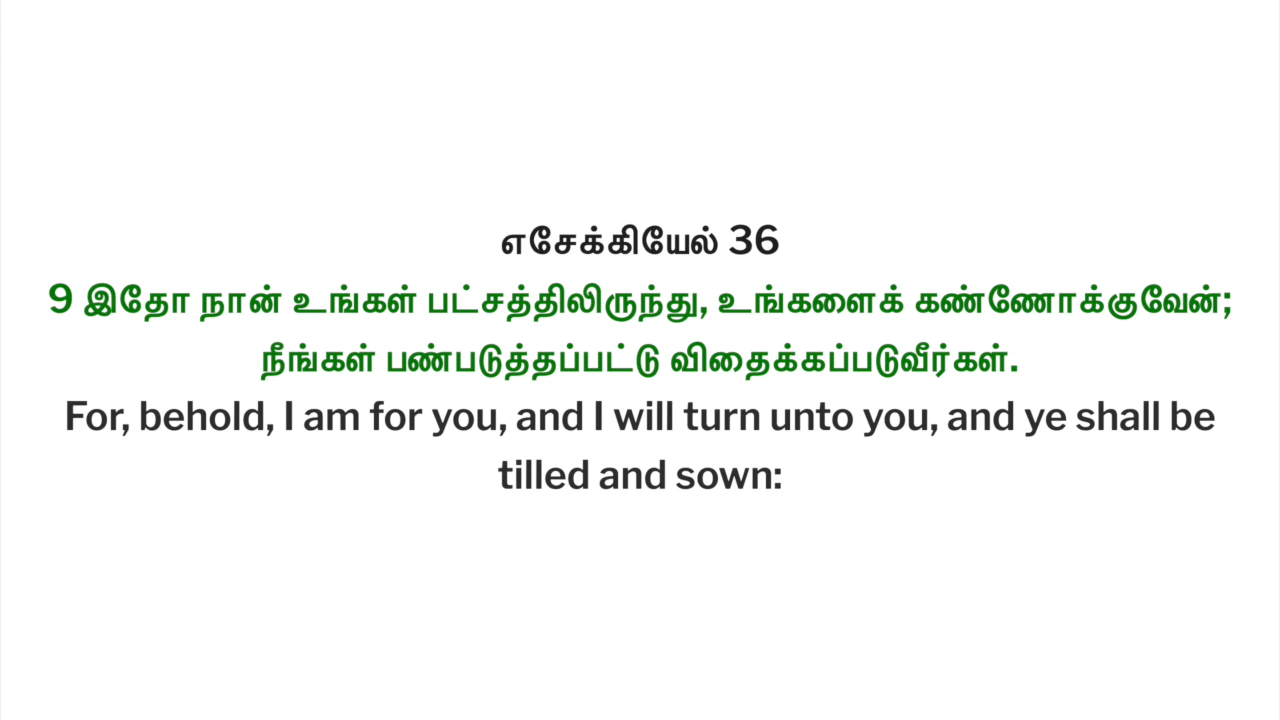 எசேக்கியேல் 36
9 இதோ நான் உங்கள் பட்சத்திலிருந்து, உங்களைக் கண்ணோக்குவேன்;
நீங்கள் பண்படுத்தப்பட்டு விதைக்கப்படுவீர்கள்.
For, behold, I am for you, and I will turn unto you, and ye shall be
tilled and sown: